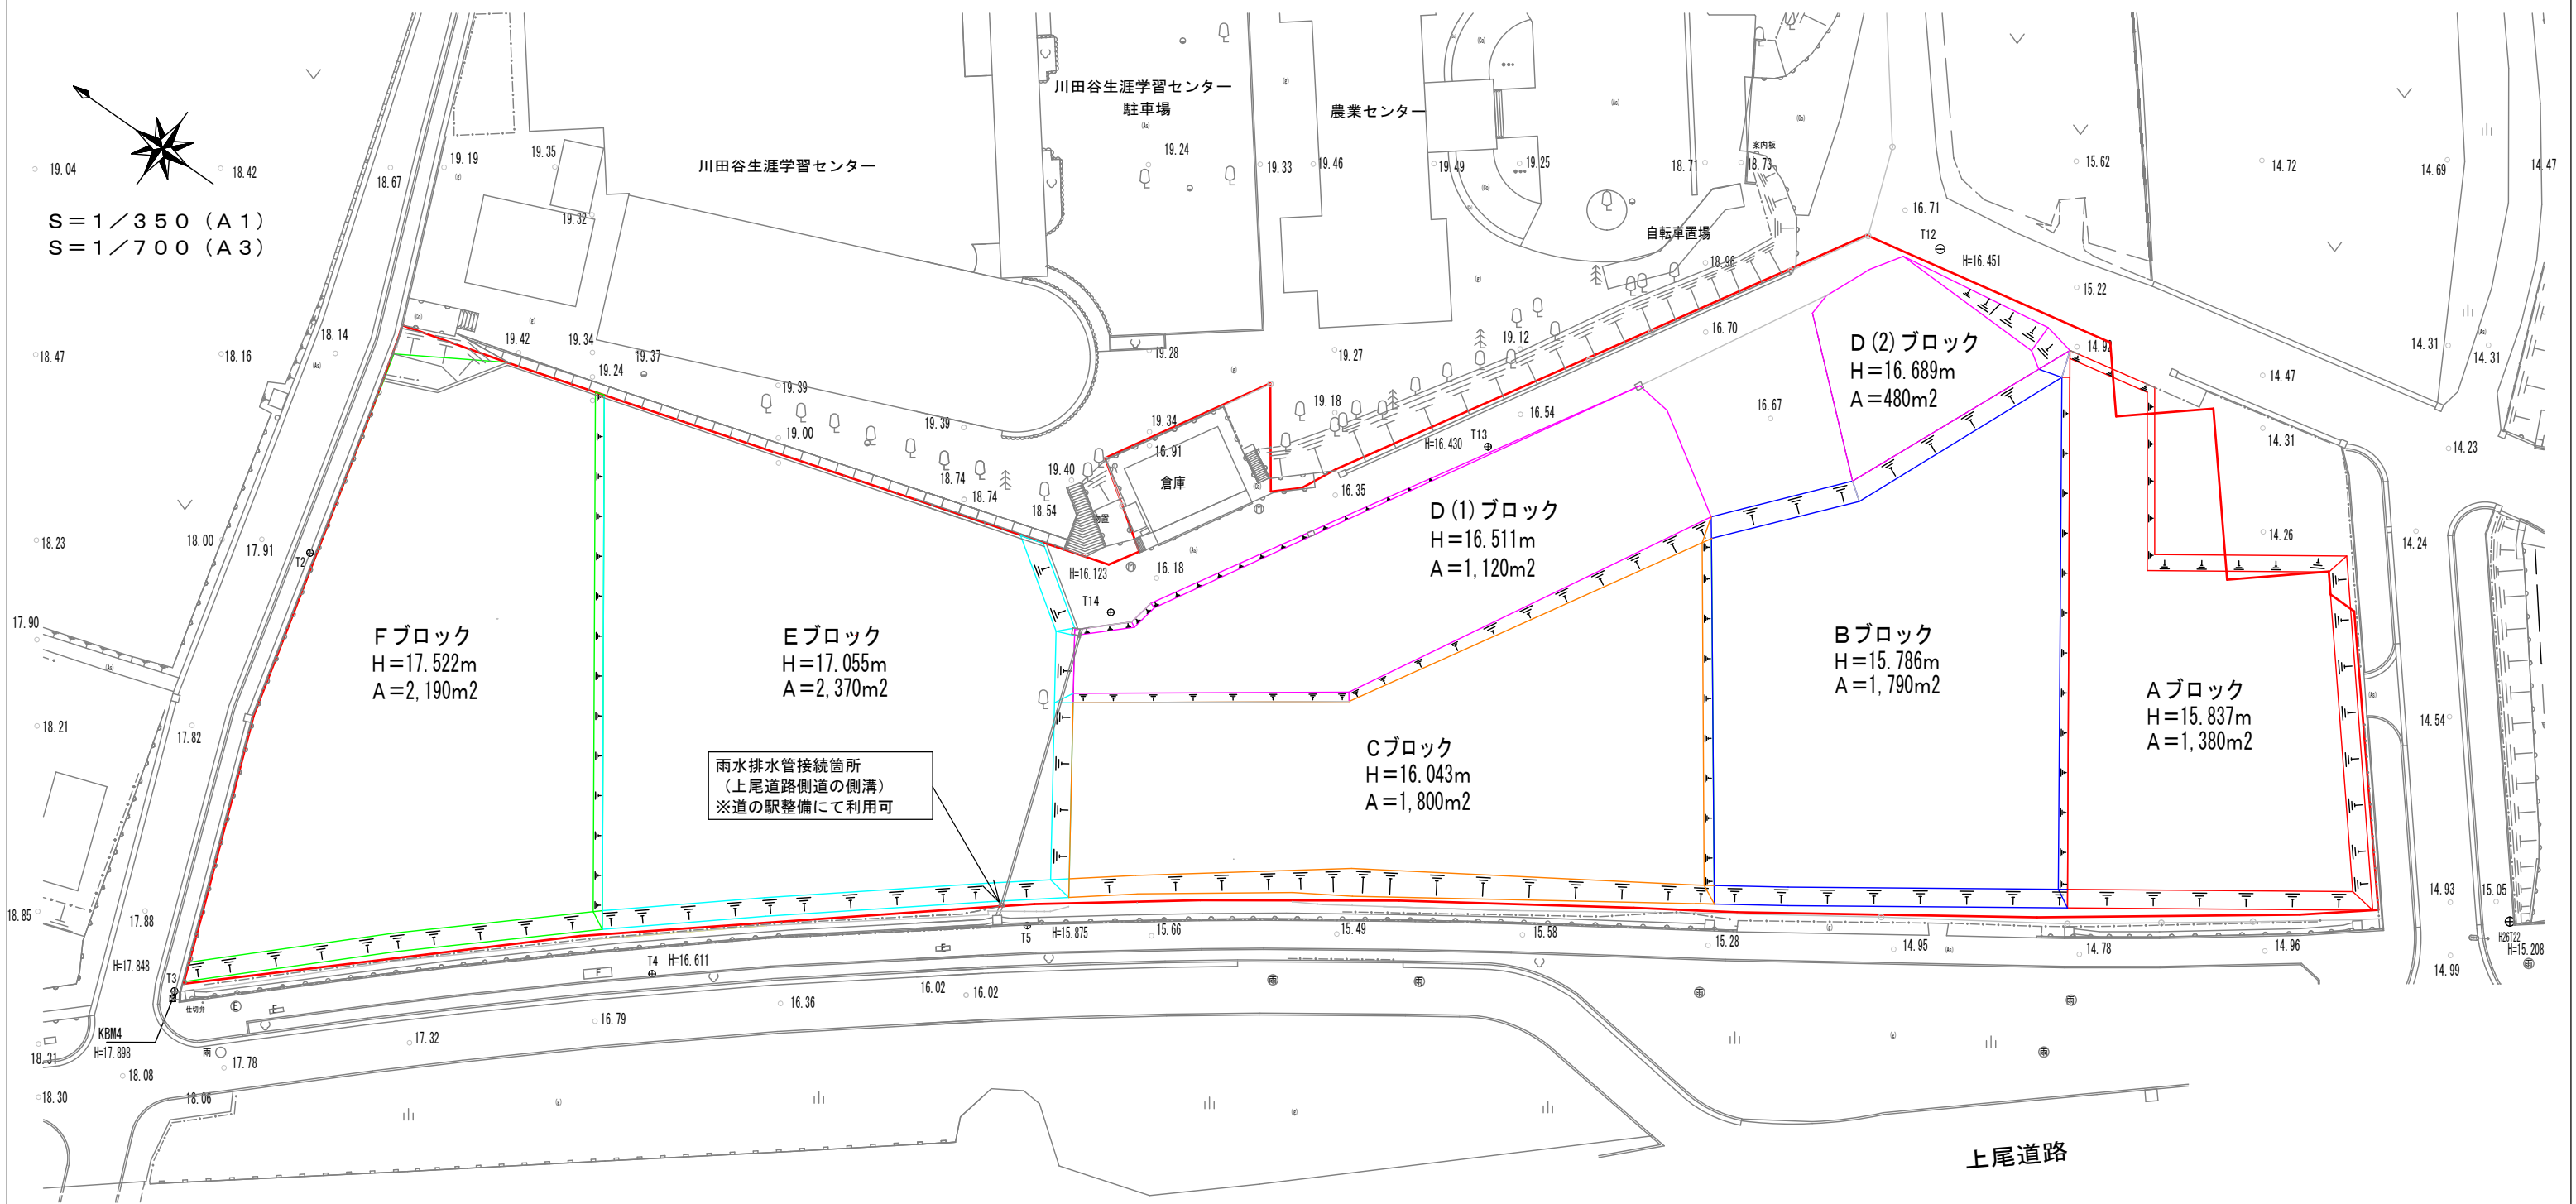 S=1／350（A1）
S=1／700（A3）
川田谷生涯学習センター
川田谷生涯学習センター
駐車場
農業センター
自転車置場
案内板
倉庫
物置
19.04
18.42
18.67
19.19
19.35
19.32
19.24
19.33
19.46
19.49
19.25
18.71
18.73
15.62
14.72
14.69
14.47
16.71
T12
H=16.451
15.22
18.96
16.70
18.47
18.16
18.14
19.42
19.34
19.37
19.24
19.39
19.00
19.39
19.28
19.27
19.12
19.18
19.34
16.91
19.40
18.74
18.74
18.54
16.54
T13
H=16.430
16.35
16.67
14.92
14.47
14.31
14.31
14.31
14.23
14.26
14.24
18.23
18.00
17.91
T2
H=16.123
16.18
T14
17.90
18.21
17.82
14.54
D(2)ブロック
H=16.689m
A=480m2
D(1)ブロック
H=16.511m
A=1,120m2
Fブロック
H=17.522m
A=2,190m2
Eブロック
H=17.055m
A=2,370m2
Bブロック
H=15.786m
A=1,790m2
Aブロック
H=15.837m
A=1,380m2
Cブロック
H=16.043m
A=1,800m2
雨水排水管接続箇所
（上尾道路側道の側溝）
※道の駅整備にて利用可
18.85
17.88
H=17.848
T3
仕切弁
KBM4
H=17.898
T4
H=16.611
T5
H=15.875
15.66
15.49
15.58
15.28
14.95
14.78
14.96
14.93
15.05
H26T22
H=15.208
14.99
16.02
16.02
16.36
16.79
17.32
17.78
雨
18.31
18.08
18.30
18.06
上尾道路